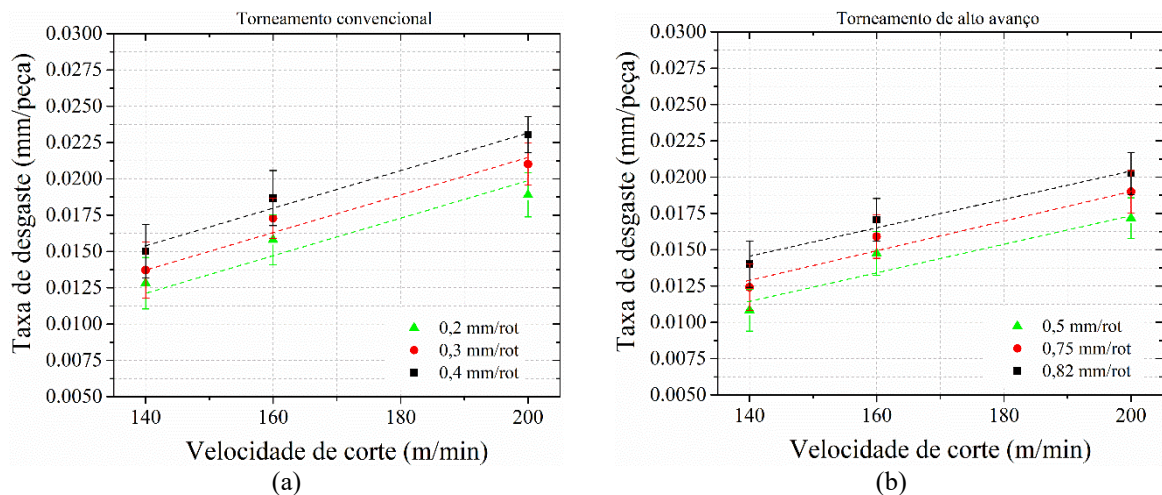 Torneamento convencional
Taxa de desgaste (mm/peça)
0.0300
0.0275
0.0250
0.0225
0.0200
0.0175
0.0150
0.0125
0.0100
0.0075
0.0050
0,2 mm/rot
0,3 mm/rot
0,4 mm/rot
140 160 180 200
Velocidade de corte (m/min)
(a)
Torneamento de alto avanço
Taxa de desgaste (mm/peça)
0.0300
0.0275
0.0250
0.0225
0.0200
0.0175
0.0150
0.0125
0.0100
0.0075
0.0050
0,5 mm/rot
0,75 mm/rot
0,82 mm/rot
140 160 180 200
Velocidade de corte (m/min)
(b)